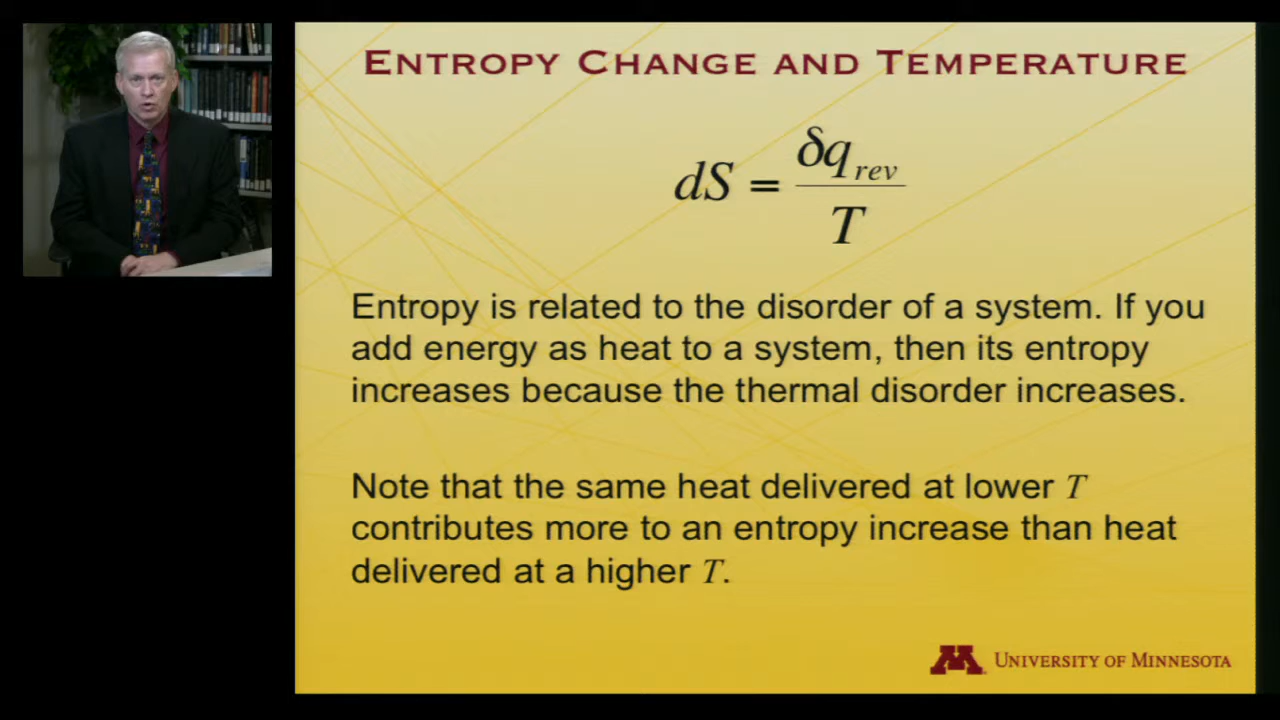 ENTROPY CHANGE AND TEMPERATURE
dS = δq_rev / T
Entropy is related to the disorder of a system. If you
add energy as heat to a system, then its entropy
increases because the thermal disorder increases.
Note that the same heat delivered at lower T
contributes more to an entropy increase than heat
delivered at a higher T.
M UNIVERSITY OF MINNESOTA